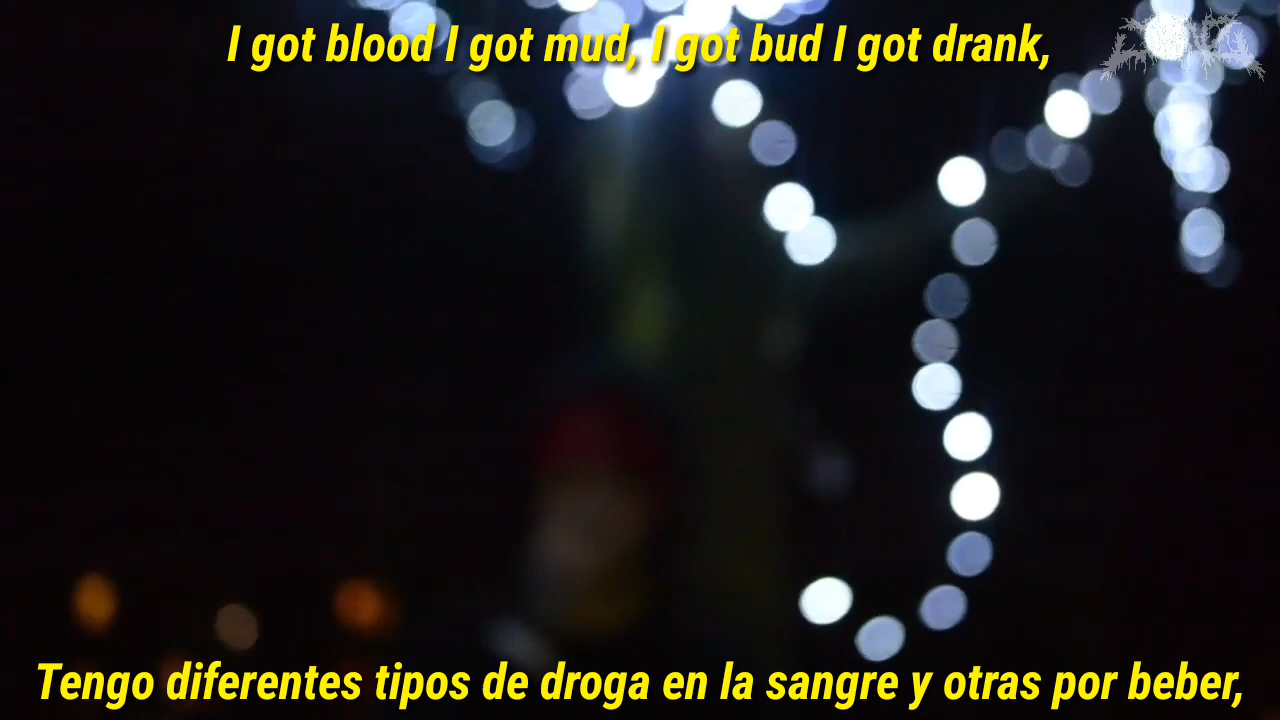 I got blood I got mud, I got bud I got drank,
Tengo diferentes tipos de droga en la sangre y otras por beber,